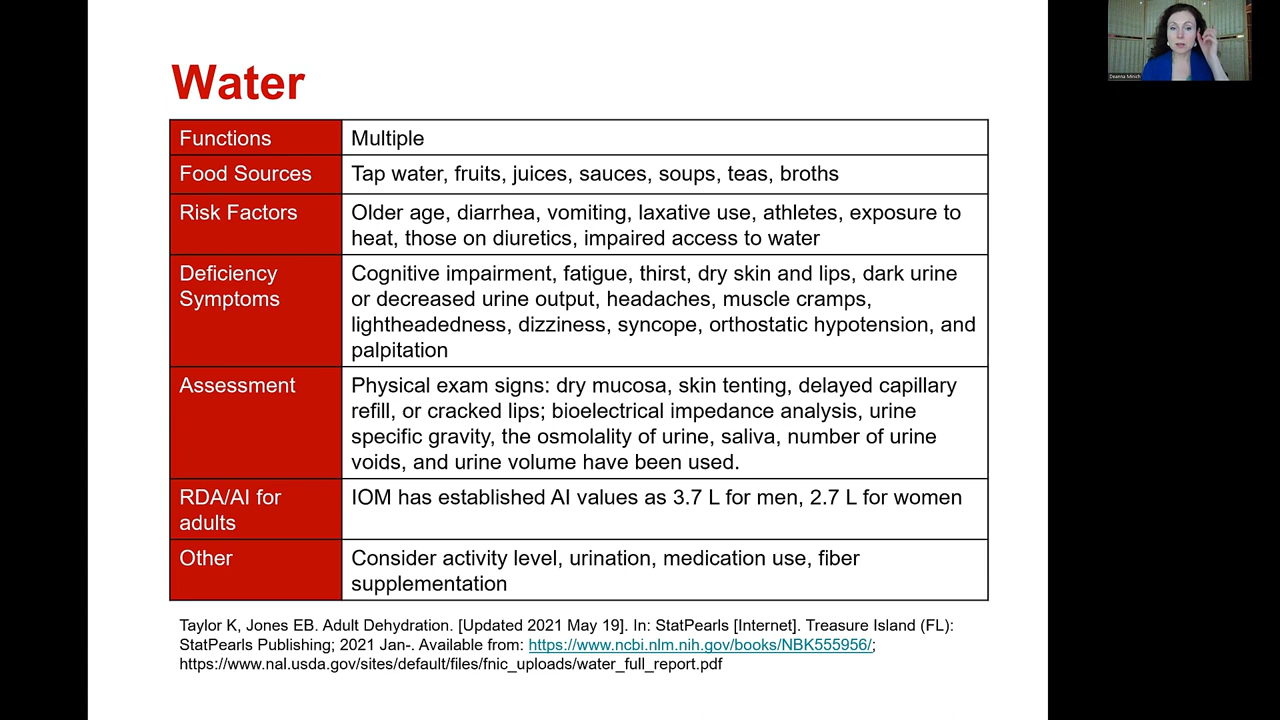 Water
Functions
Multiple
Food Sources
Tap water, fruits, juices, sauces, soups, teas, broths
Risk Factors
Older age, diarrhea, vomiting, laxative use, athletes, exposure to
heat, those on diuretics, impaired access to water
Deficiency
Symptoms
Cognitive impairment, fatigue, thirst, dry skin and lips, dark urine
or decreased urine output, headaches, muscle cramps,
lightheadedness, dizziness, syncope, orthostatic hypotension, and
palpitation
Assessment
Physical exam signs: dry mucosa, skin tenting, delayed capillary
refill, or cracked lips; bioelectrical impedance analysis, urine
specific gravity, the osmolality of urine, saliva, number of urine
voids, and urine volume have been used.
RDA/AI for
adults
IOM has established AI values as 3.7 L for men, 2.7 L for women
Other
Consider activity level, urination, medication use, fiber
supplementation
Taylor K, Jones EB. Adult Dehydration. [Updated 2021 May 19]. In: StatPearls [Internet]. Treasure Island (FL):
StatPearls Publishing; 2021 Jan-. Available from: https://www.ncbi.nlm.nih.gov/books/NBK555956/;
https://www.nal.usda.gov/sites/default/files/fnic_uploads/water_full_report.pdf
Deanna Minich